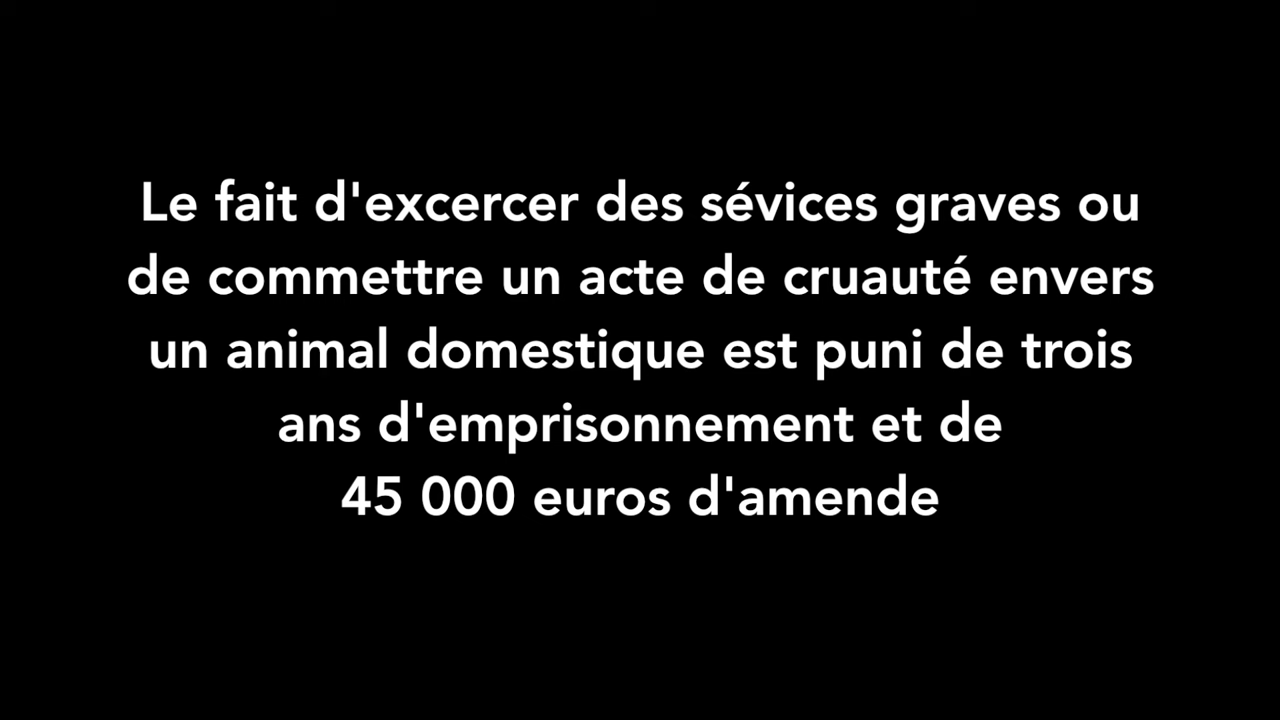 Le fait d'excercer des sévices graves ou
de commettre un acte de cruauté envers
un animal domestique est puni de trois
ans d'emprisonnement et de
45 000 euros d'amende